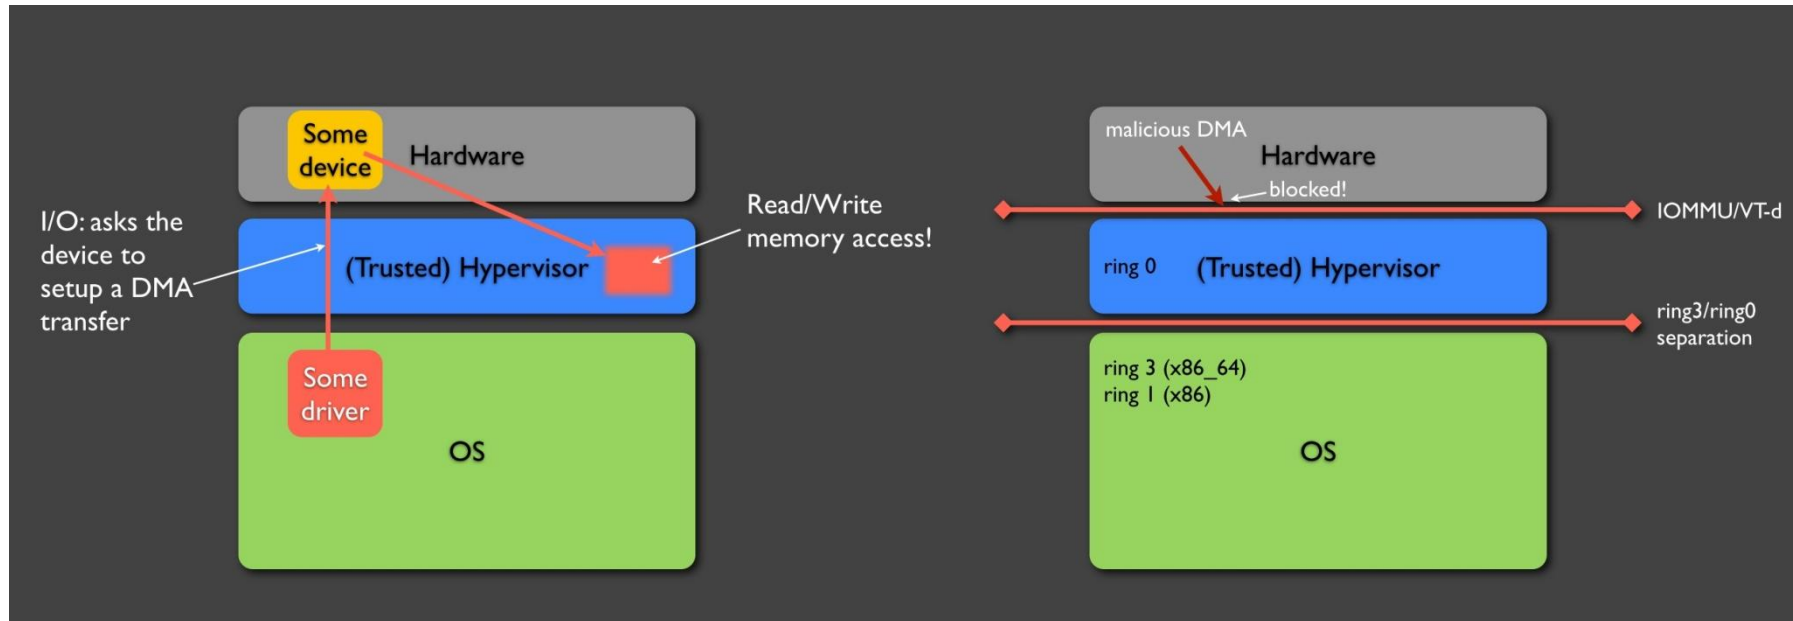 Some
device
Hardware
I/O: asks the
device to
setup a DMA
transfer
(Trusted) Hypervisor
Read/Write
memory access!
Some
driver
OS
malicious DMA
Hardware
blocked!
IOMMU/VT-d
ring 0
(Trusted) Hypervisor
ring3/ring0
separation
ring 3 (x86_64)
ring 1 (x86)
OS